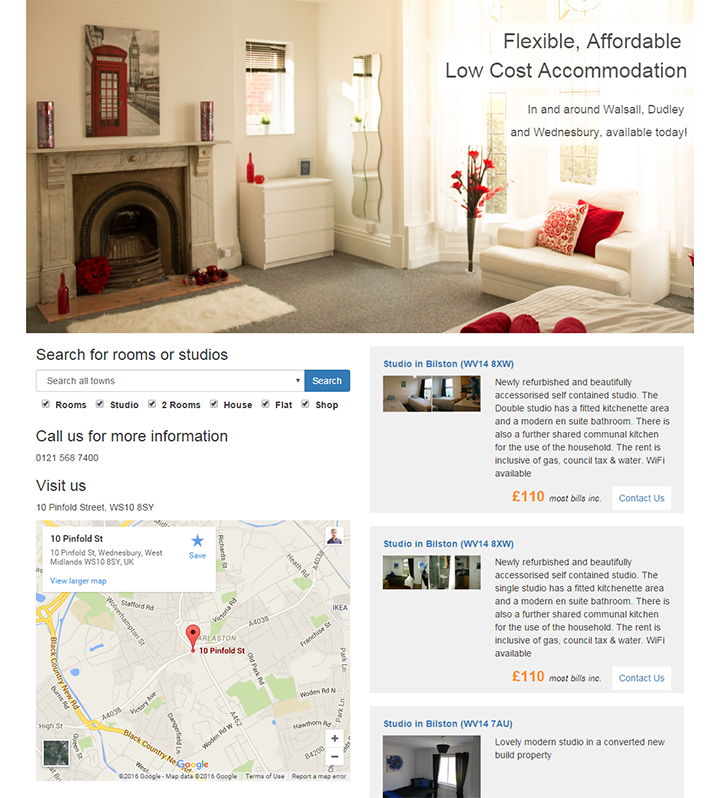 Flexible, Affordable
Low Cost Accommodation
In and around Walsall, Dudley
and Wednesbury, available today!
Search for rooms or studios
Search all towns
Search
Rooms Studio 2 Rooms House Flat Shop
Call us for more information
0121 568 7400
Visit us
10 Pinfold Street, WS10 8SY
10 Pinfold St
10 Pinfold St, Wednesbury, West
Midlands WS10 8SY, UK
Save
View larger map
Richards St
Heath Rd
A4038
Stafford Rd
Wolverhampton St
Victoria Rd
A4038
IKEA
Franchise St
ARLASTON
10 Pinfold St
Old Park Rd
Park Ln
Black Country New Rd
Burna Rd
Woden Rd N
Victory Ave
A4038
High St
Dangerfield Ln
Woden Rd
Park Ln
Black Country New Rd
A4200
Hall St
+
−
Google
©2016 Google - Map data ©2016 Google
Terms of Use
Report a map error
Studio in Bilston (WV14 8XW)
Newly refurbished and beautifully
accessorised self contained studio. The
Double studio has a fitted kitchenette area
and a modern en suite bathroom. There is
also a further shared communal kitchen
for the use of the household. The rent is
inclusive of gas, council tax & water. WiFi
available
£110 most bills inc. Contact Us
Studio in Bilston (WV14 8XW)
Newly refurbished and beautifully
accessorised self contained studio. The
single studio has a fitted kitchenette area
and a modern en suite bathroom. There is
also a further shared communal kitchen
for the use of the household. The rent is
inclusive of gas, council tax & water. WiFi
available
£110 most bills inc. Contact Us
Studio in Bilston (WV14 7AU)
Lovely modern studio in a converted new
build property